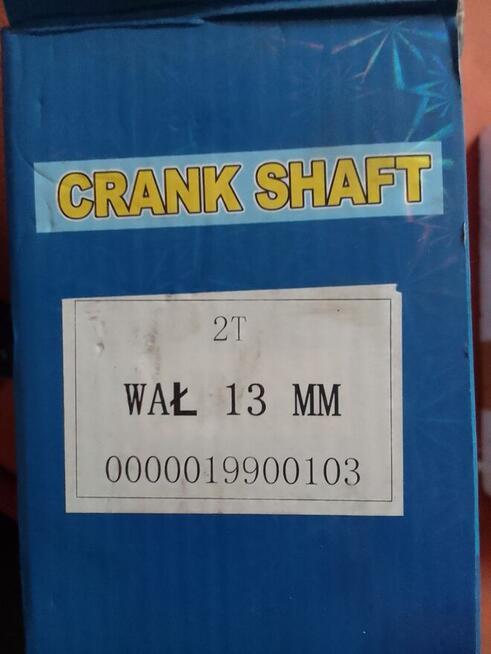 CRANK SHAFT
2T
WAŁ 13 MM
0000019900103